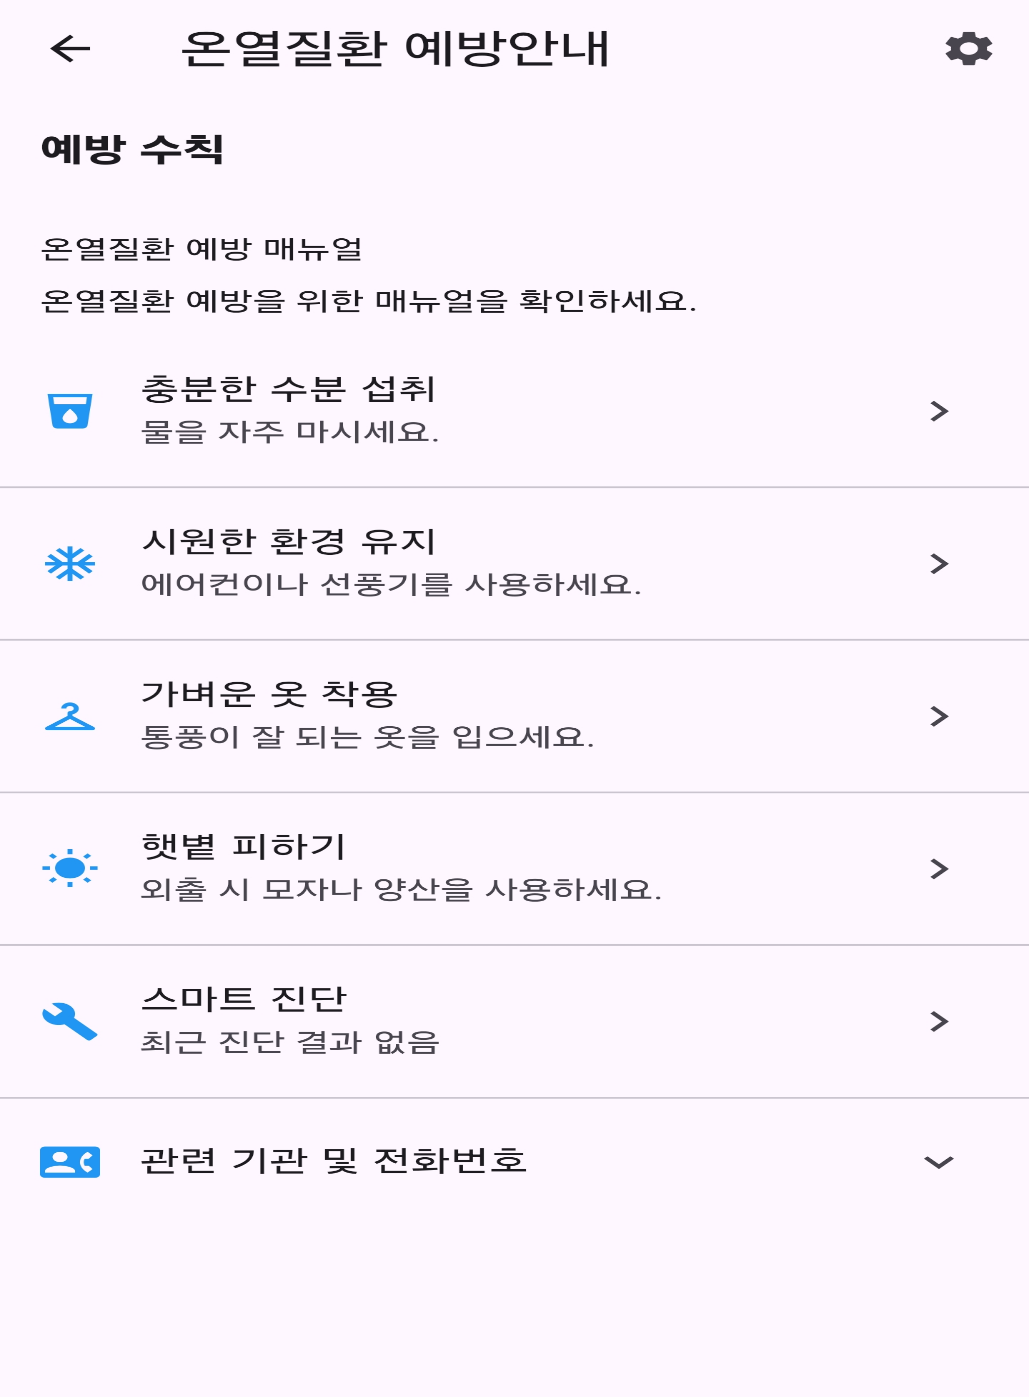 온열질환 예방안내
예방 수칙
온열질환 예방 매뉴얼
온열질환 예방을 위한 매뉴얼을 확인하세요.
충분한 수분 섭취
물을 자주 마시세요.
시원한 환경 유지
에어컨이나 선풍기를 사용하세요.
가벼운 옷 착용
통풍이 잘 되는 옷을 입으세요.
햇볕 피하기
외출 시 모자나 양산을 사용하세요.
스마트 진단
최근 진단 결과 없음
관련 기관 및 전화번호